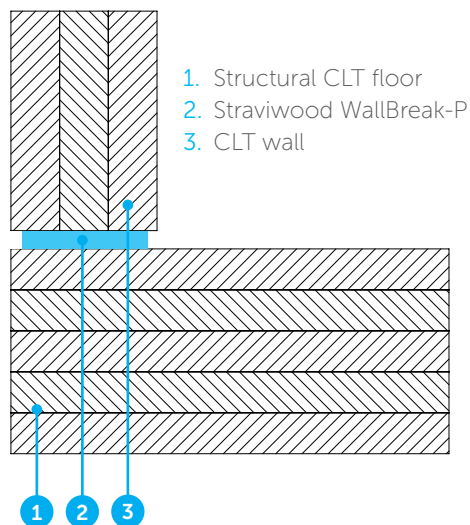 1. Structural CLT floor
2. Straviwood WallBreak-P
3. CLT wall
1 2 3